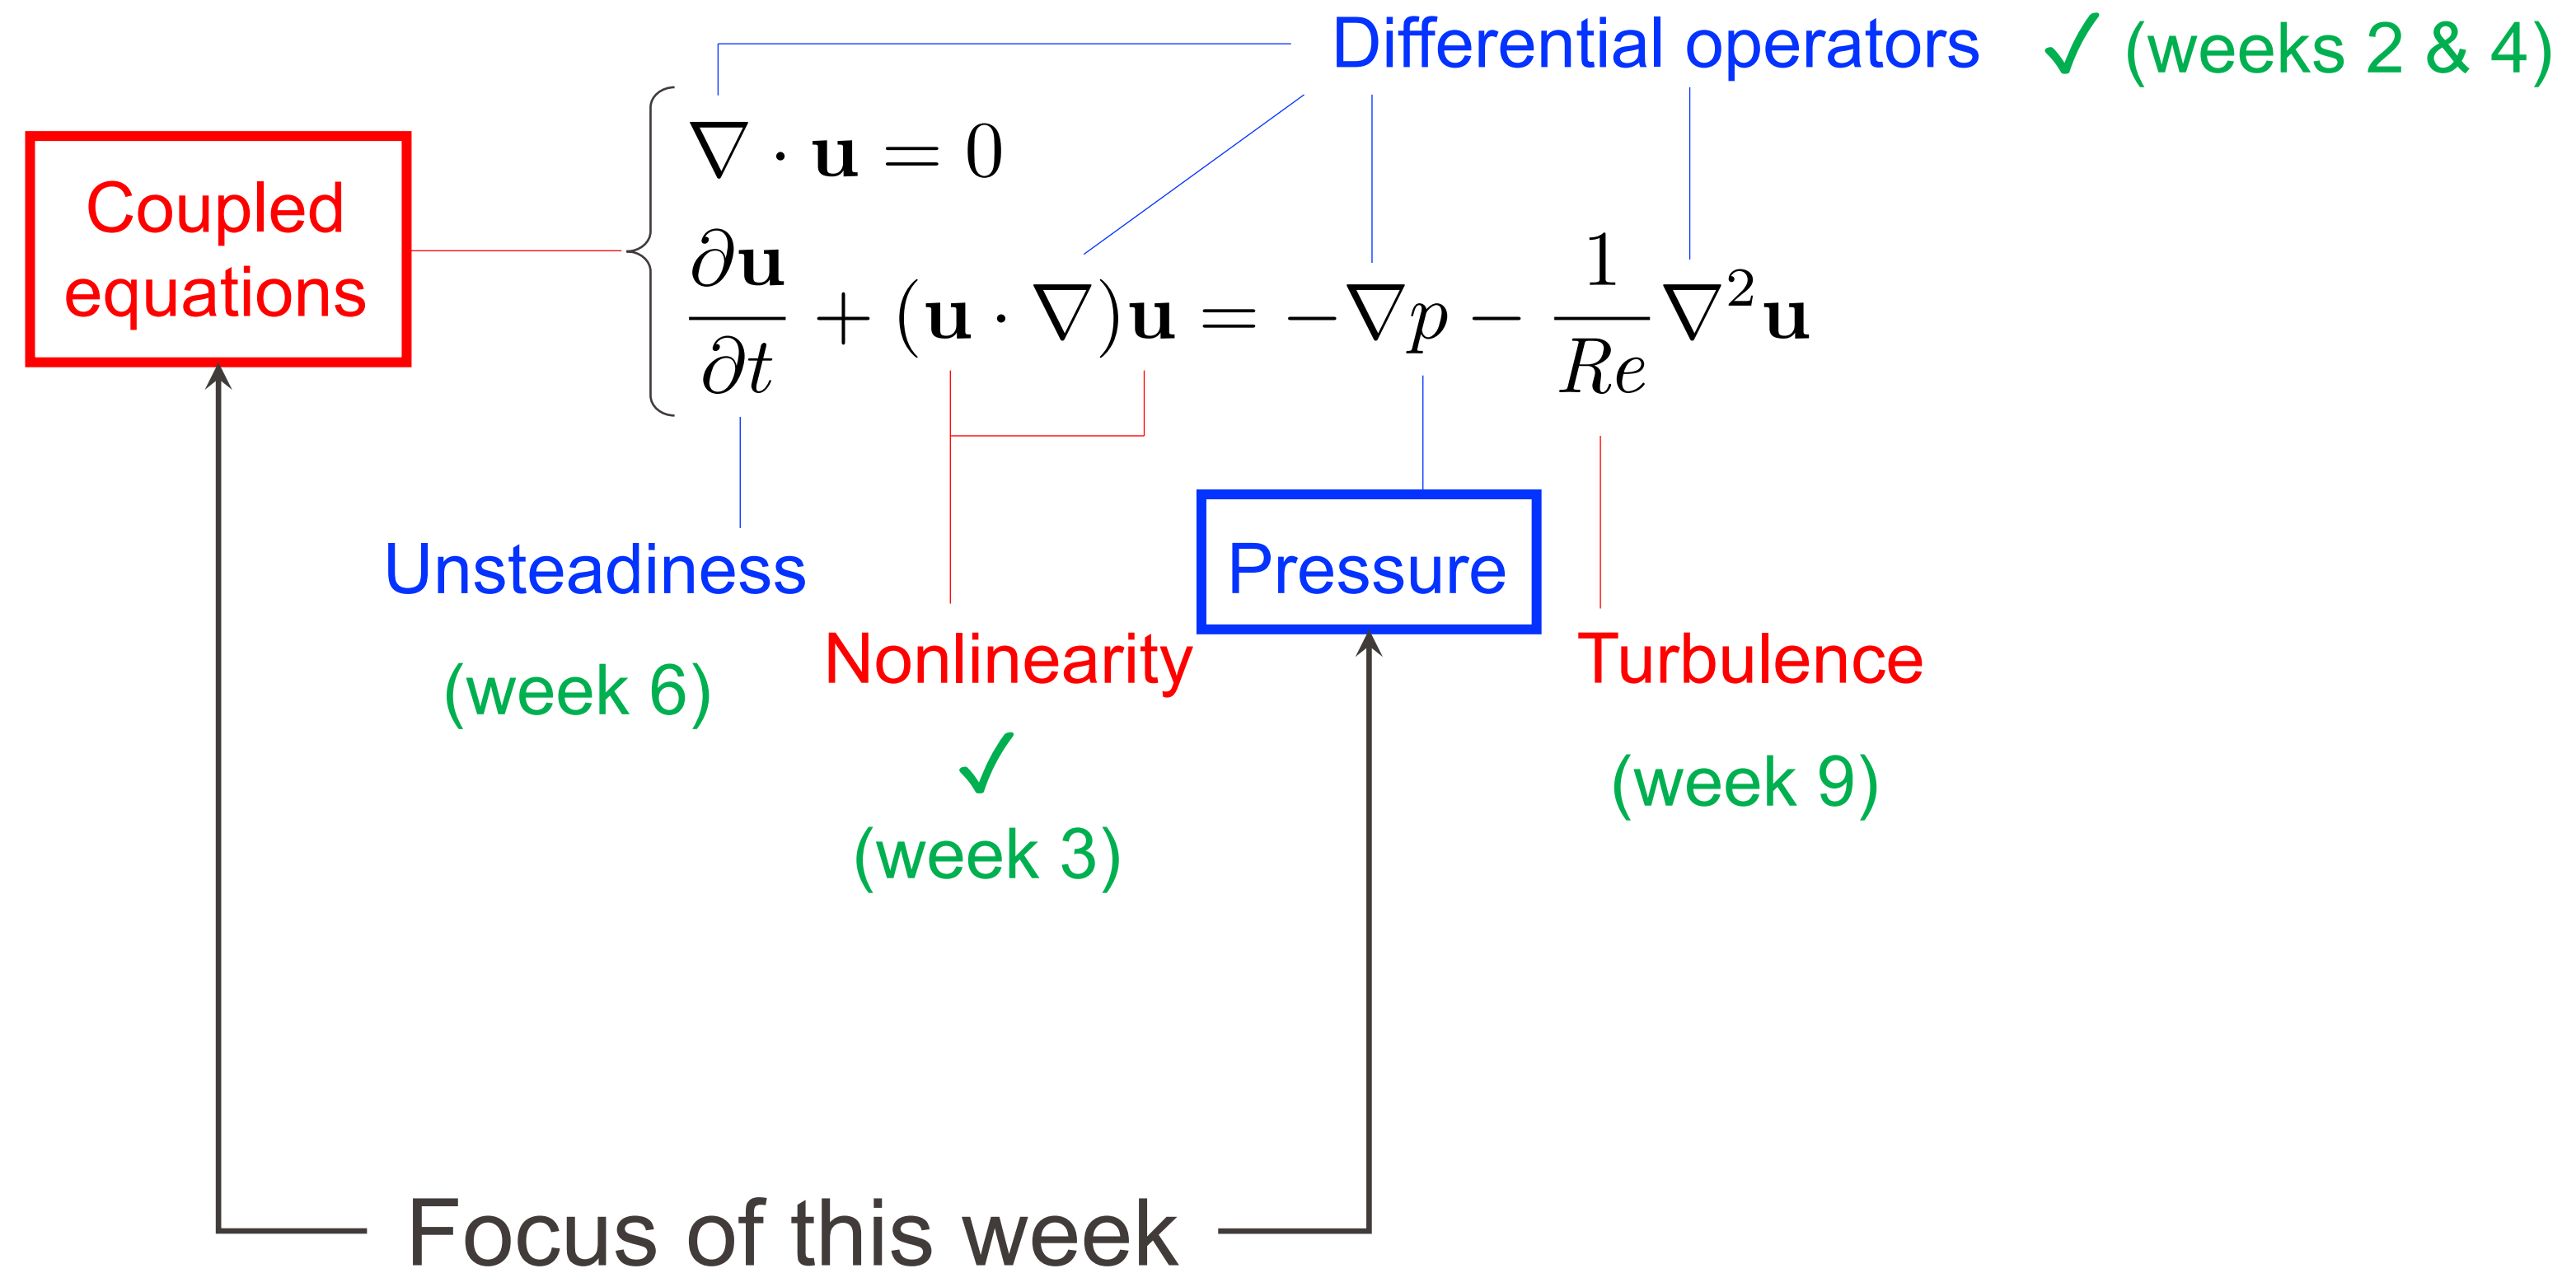 Differential operators ✓ (weeks 2 & 4)
Coupled
equations
∇ · u = 0
∂u/∂t + (u · ∇)u = −∇p − 1/Re ∇²u
Unsteadiness
(week 6)
Nonlinearity
✓
(week 3)
Pressure
Turbulence
(week 9)
Focus of this week